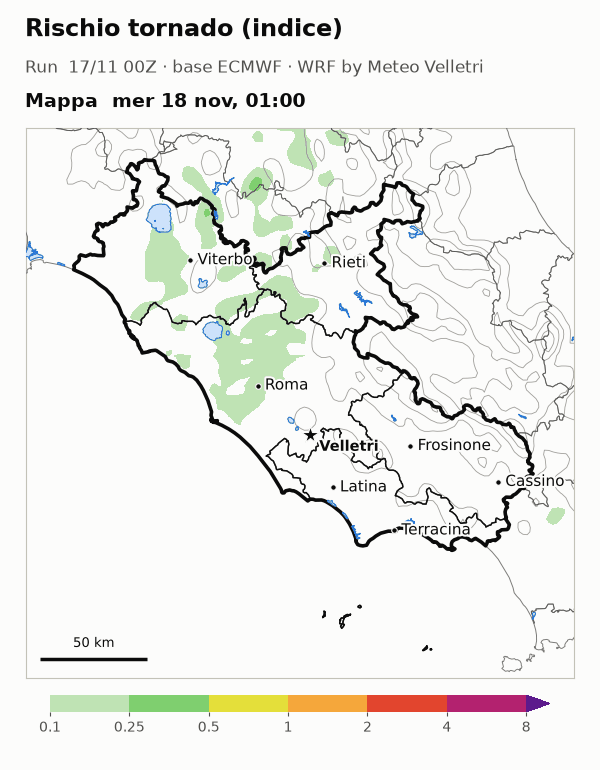 Rischio tornado (indice)
Run  17/11 00Z · base ECMWF · WRF by Meteo Velletri
Mappa  mer 18 nov, 01:00
Viterbo
Rieti
Roma
Velletri
Frosinone
Latina
Cassino
Terracina
50 km
0.1 0.25 0.5 1 2 4 8